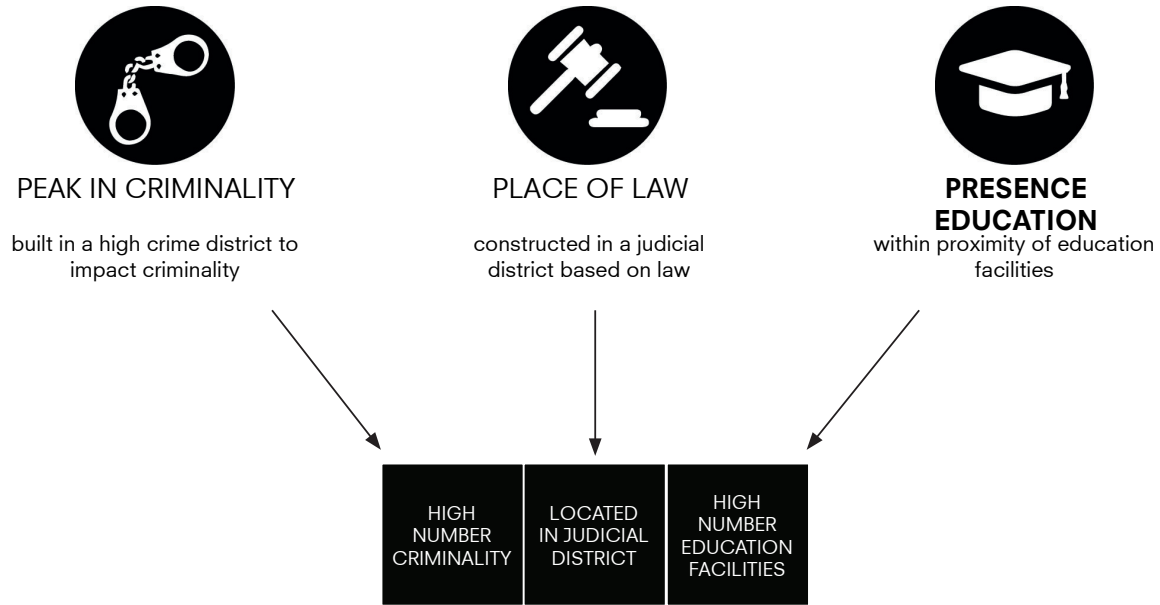 PEAK IN CRIMINALITY
built in a high crime district to
impact criminality
PLACE OF LAW
constructed in a judicial
district based on law
PRESENCE
EDUCATION
within proximity of education
facilities
HIGH
NUMBER
CRIMINALITY
LOCATED
IN JUDICIAL
DISTRICT
HIGH
NUMBER
EDUCATION
FACILITIES